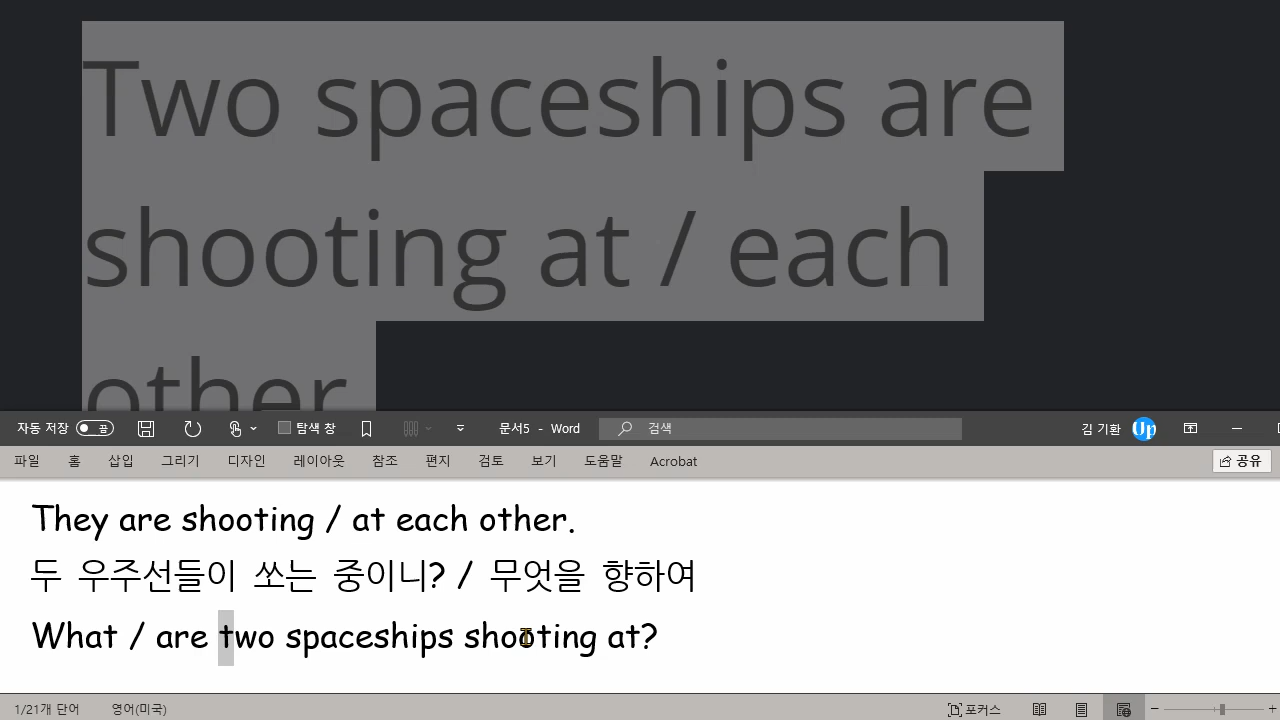 Two spaceships are
shooting at / each
other
자동 저장 끔 탐색 창 문서5 - Word 검색 김 기환 Up
파일 홈 삽입 그리기 디자인 레이아웃 참조 편지 검토 보기 도움말 Acrobat 공유
They are shooting / at each other.
두 우주선들이 쏘는 중이니? / 무엇을 향하여
What / are two spaceships shooting at?
1/21개 단어 영어(미국) 포커스